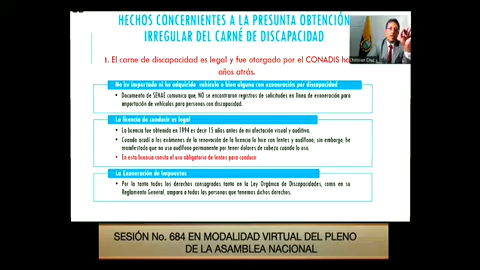 HECHOS CONCERNIENTES A LA PRESUNTA OBTENCIÓN
IRREGULAR DEL CARNÉ DE DISCAPACIDAD
1. El carne de discapacidad es legal y fue otorgado por el CONADIS
años atrás.
No he importado ni he adquirido vehículo o bien alguno con exoneración por discapacidad
• Documento de SENAE comunica que, NO se encontraron registros de solicitudes en línea de exoneración para
importación de vehículos para personas con discapacidad.
La licencia de conducir es legal
• La licencia fue obtenida en 1994 es decir 15 años antes de mi afectación visual y auditiva.
• Cuando acudí a los exámenes de la renovación de la licencia lo hice con lentes y audífono; sin embargo, he
manifestado que no uso audífono permanente por tener dolores de cabeza cuando lo uso.
• En esta licencia consta el uso obligatorio de lentes para conducir
La Exoneración de Impuestos
• Por lo tanto todos los derechos consagrados tanto en la Ley Orgánica de Discapacidades, como en su
Reglamento General, ampara a todas las personas que tenemos dichos derechos.
SESIÓN No. 684 EN MODALIDAD VIRTUAL DEL PLENO
DE LA ASAMBLEA NACIONAL